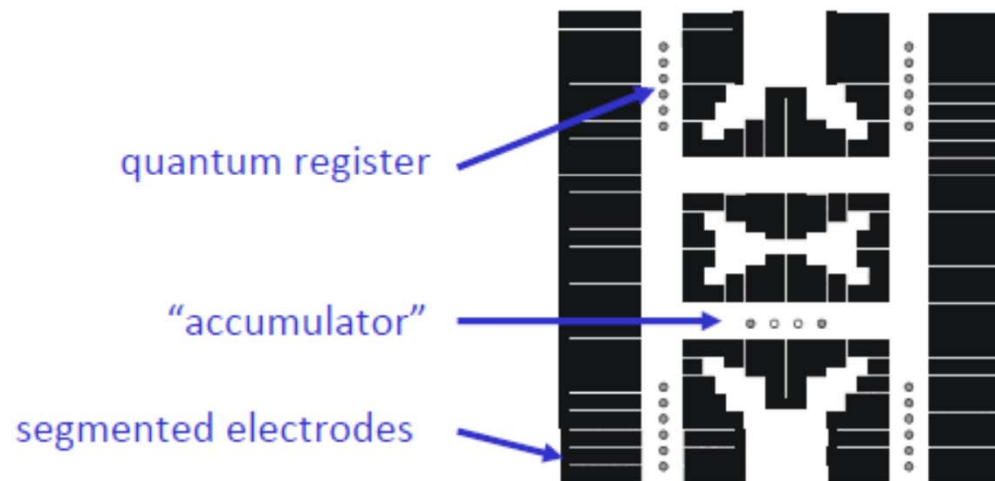 quantum register
“accumulator”
segmented electrodes